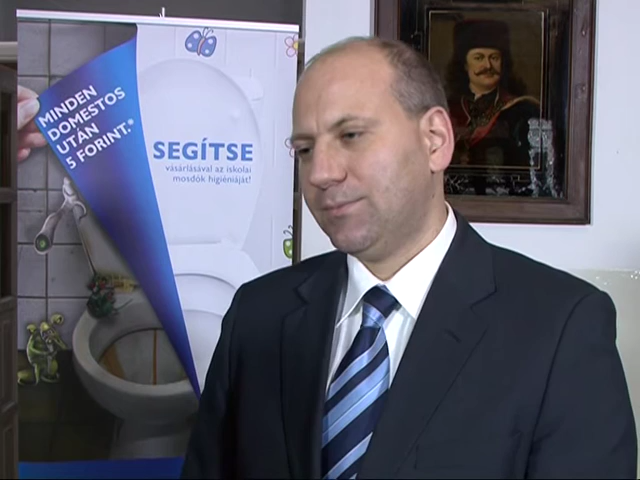 MINDEN
DOMESTOS
UTÁN
5 FORINT.*
SEGÍTSE
vásárlásával az iskolai
mosdók higiéniáját!